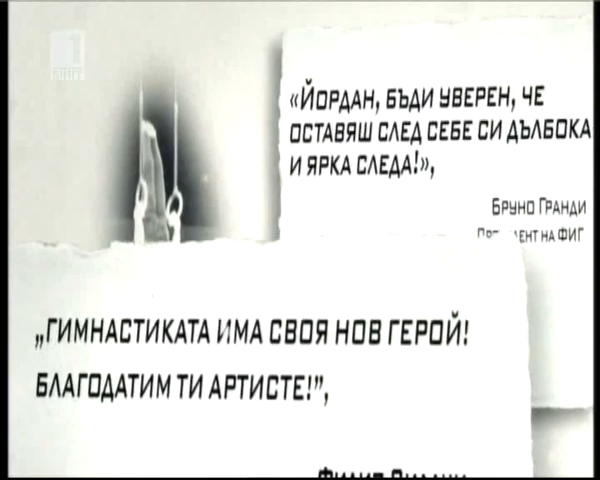 «Йордан, бъди уверен, че
оставяш след себе си дълбока
и ярка следа!»,
Бруно Гранди
на ФИГ
„Гимнастиката има своя нов герой!
Благодатим ти артисте!”,